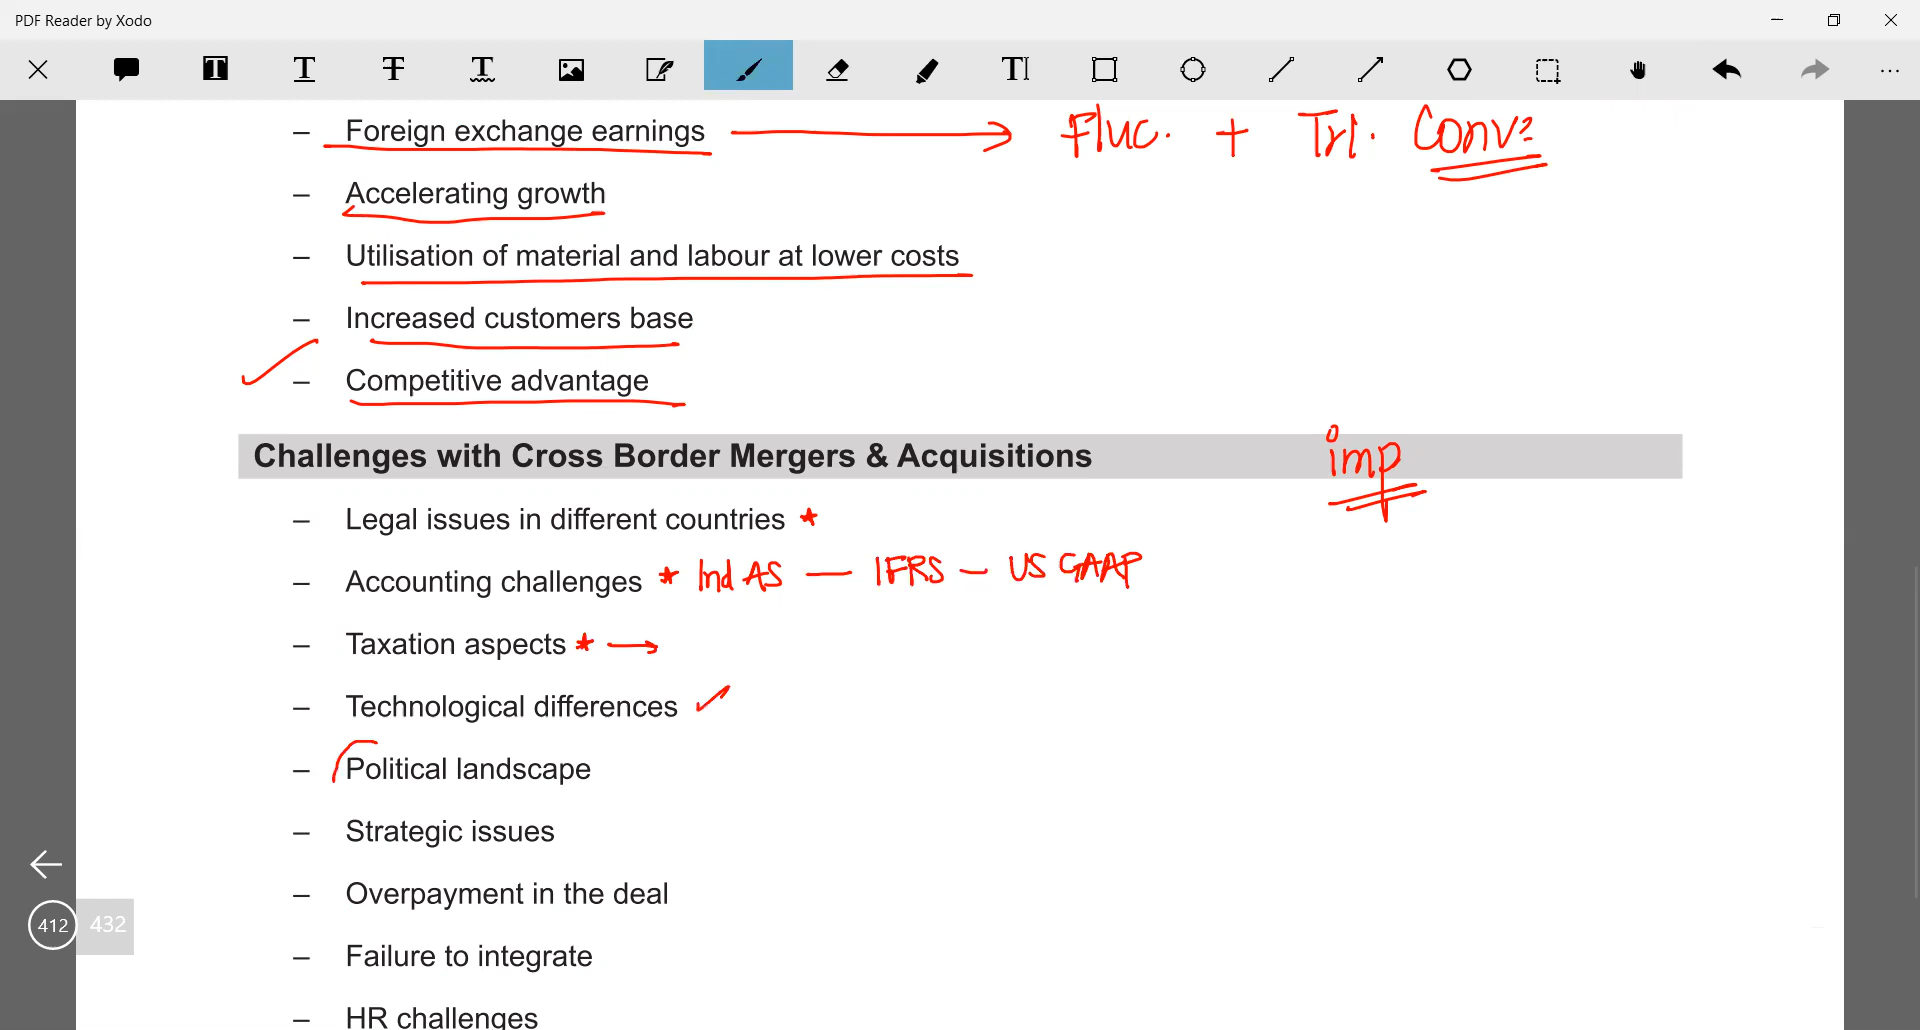 PDF Reader by Xodo
– Foreign exchange earnings → Fluc. + Trl. Conv
– Accelerating growth
– Utilisation of material and labour at lower costs
– Increased customers base
– Competitive advantage
Challenges with Cross Border Mergers & Acquisitions imp
– Legal issues in different countries *
– Accounting challenges * Ind AS — IFRS – US GAAP
– Taxation aspects * →
– Technological differences ✓
– Political landscape
– Strategic issues
– Overpayment in the deal
412 432
– Failure to integrate
– HR challenges